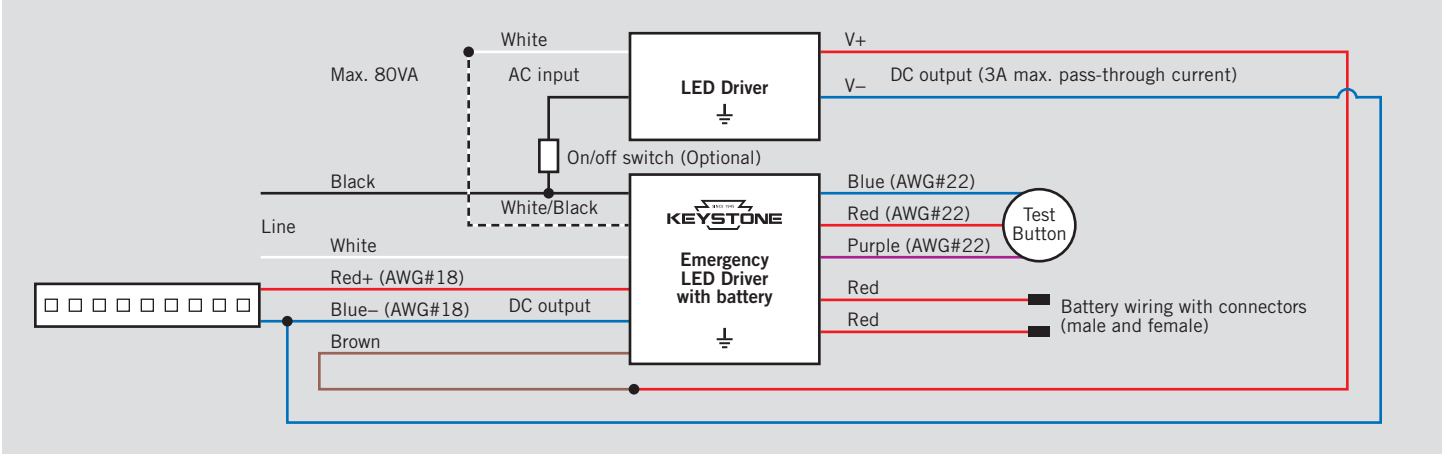 White
V+
Max. 80VA
AC input
LED Driver
DC output (3A max. pass-through current)
V–
On/off switch (Optional)
Black
Blue (AWG#22)
White/Black
SINCE 1945
KEYSTONE
Red (AWG#22)
Test
Button
Line
White
Purple (AWG#22)
Emergency
LED Driver
with battery
Red+ (AWG#18)
Blue– (AWG#18)
DC output
Red
Red
Battery wiring with connectors
(male and female)
Brown